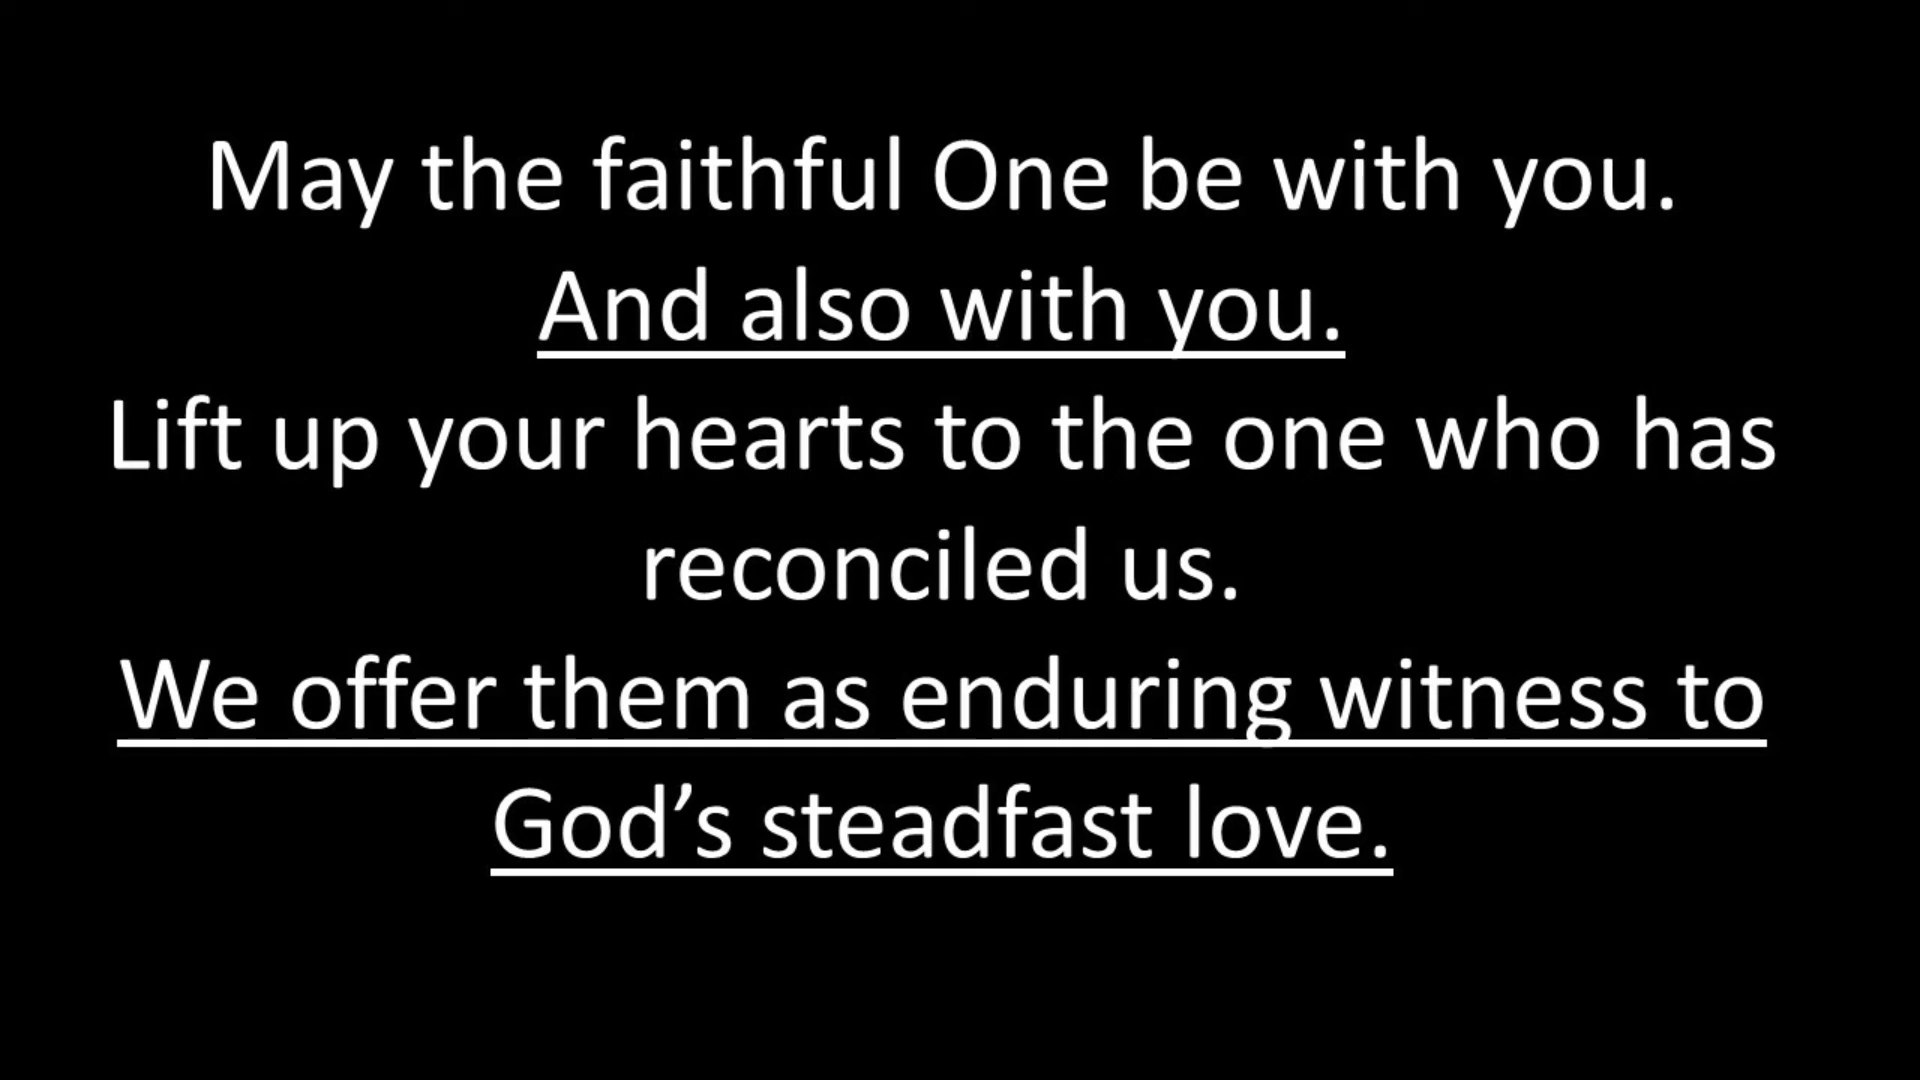 May the faithful One be with you.
And also with you.
Lift up your hearts to the one who has
reconciled us.
We offer them as enduring witness to
God’s steadfast love.